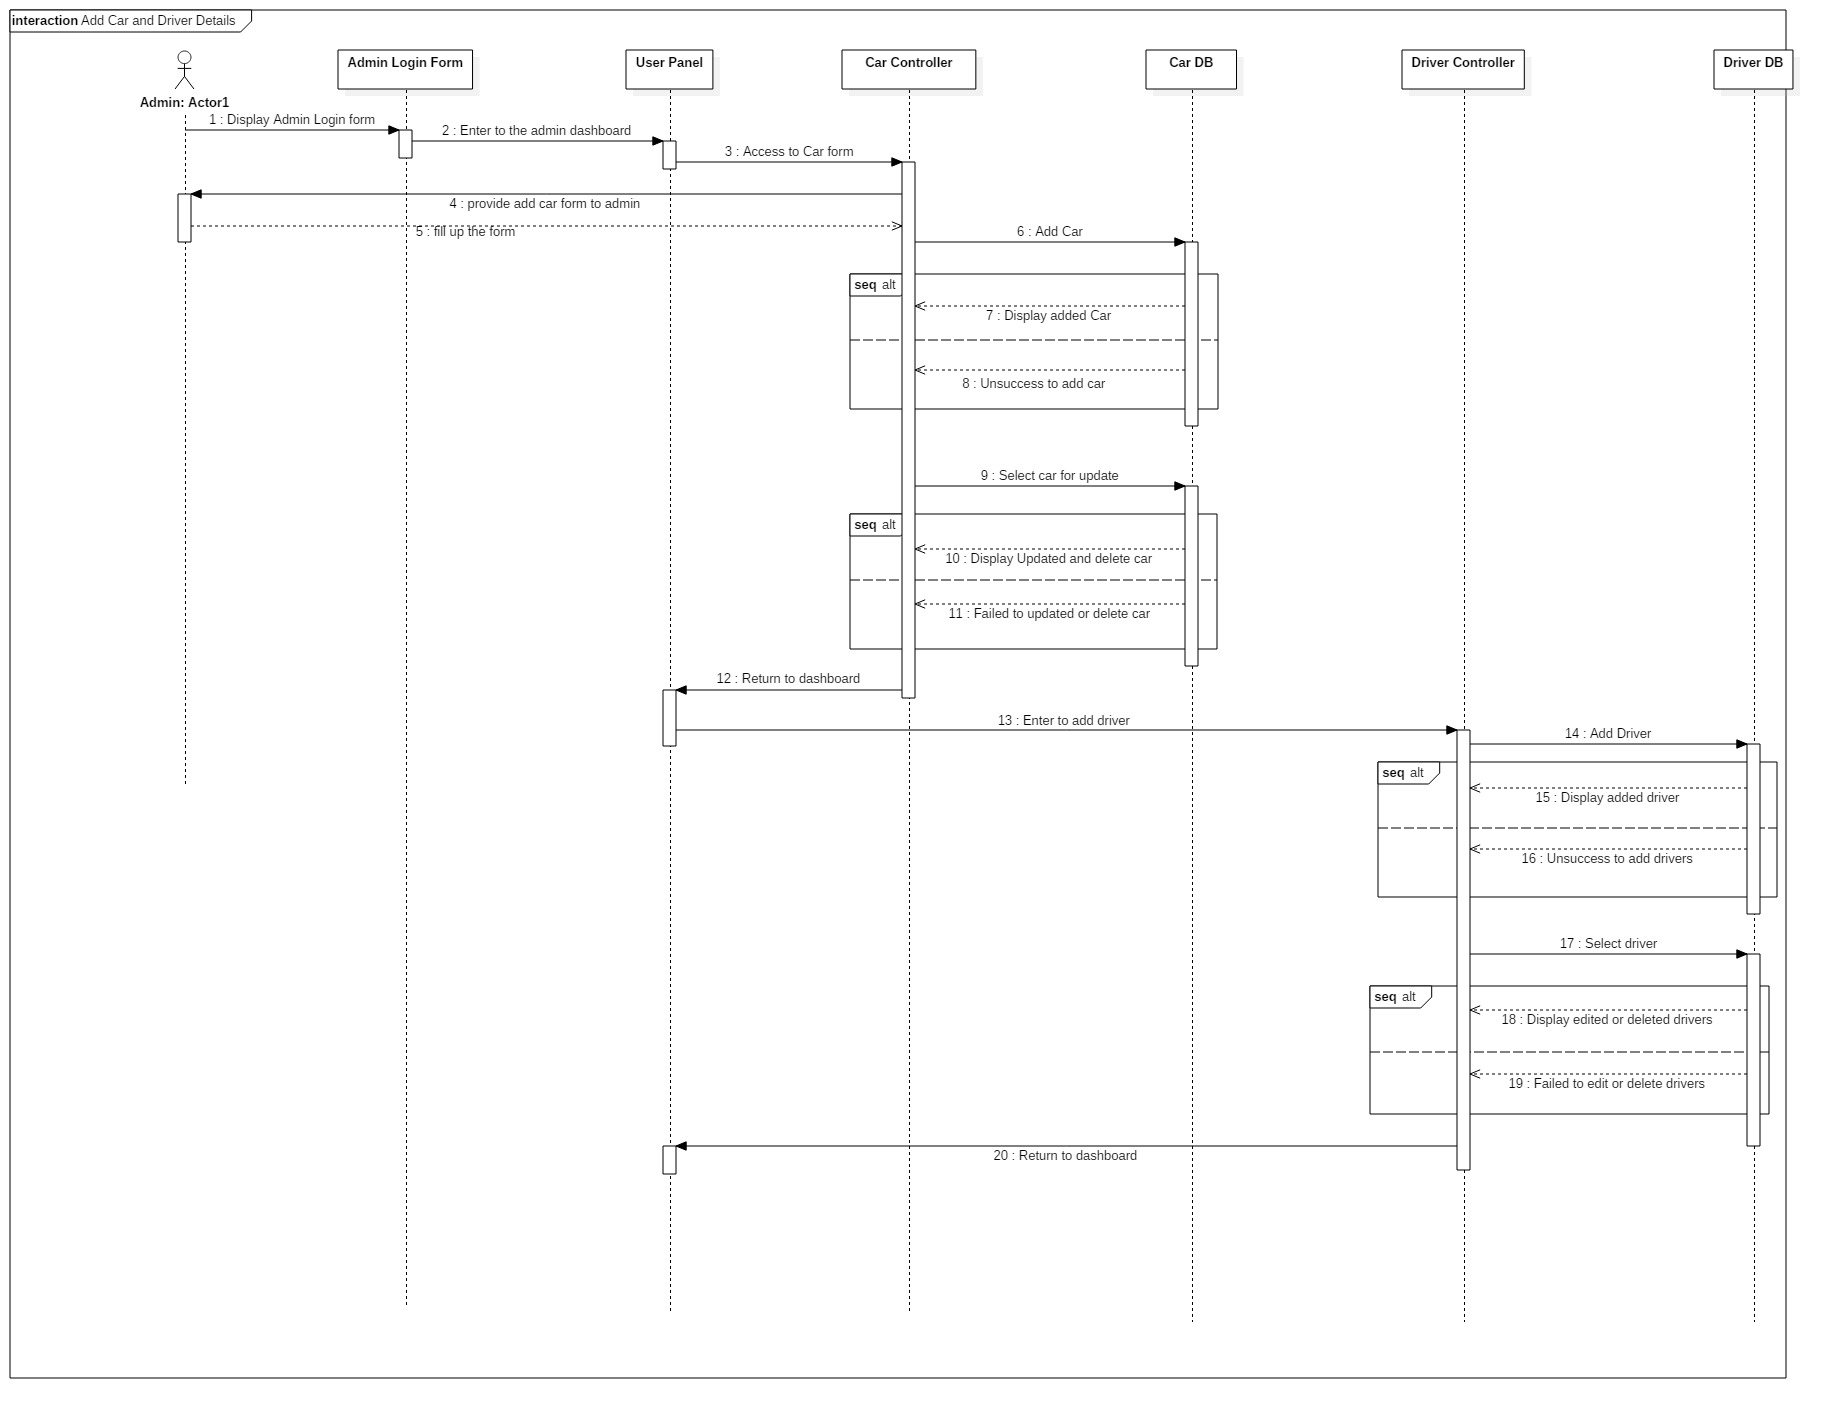 interaction Add Car and Driver Details
Admin: Actor1
Admin Login Form
User Panel
Car Controller
Car DB
Driver Controller
Driver DB
1 : Display Admin Login form
2 : Enter to the admin dashboard
3 : Access to Car form
4 : provide add car form to admin
5 : fill up the form
6 : Add Car
seq alt
7 : Display added Car
8 : Unsuccess to add car
9 : Select car for update
seq alt
10 : Display Updated and delete car
11 : Failed to updated or delete car
12 : Return to dashboard
13 : Enter to add driver
14 : Add Driver
seq alt
15 : Display added driver
16 : Unsuccess to add drivers
17 : Select driver
seq alt
18 : Display edited or deleted drivers
19 : Failed to edit or delete drivers
20 : Return to dashboard